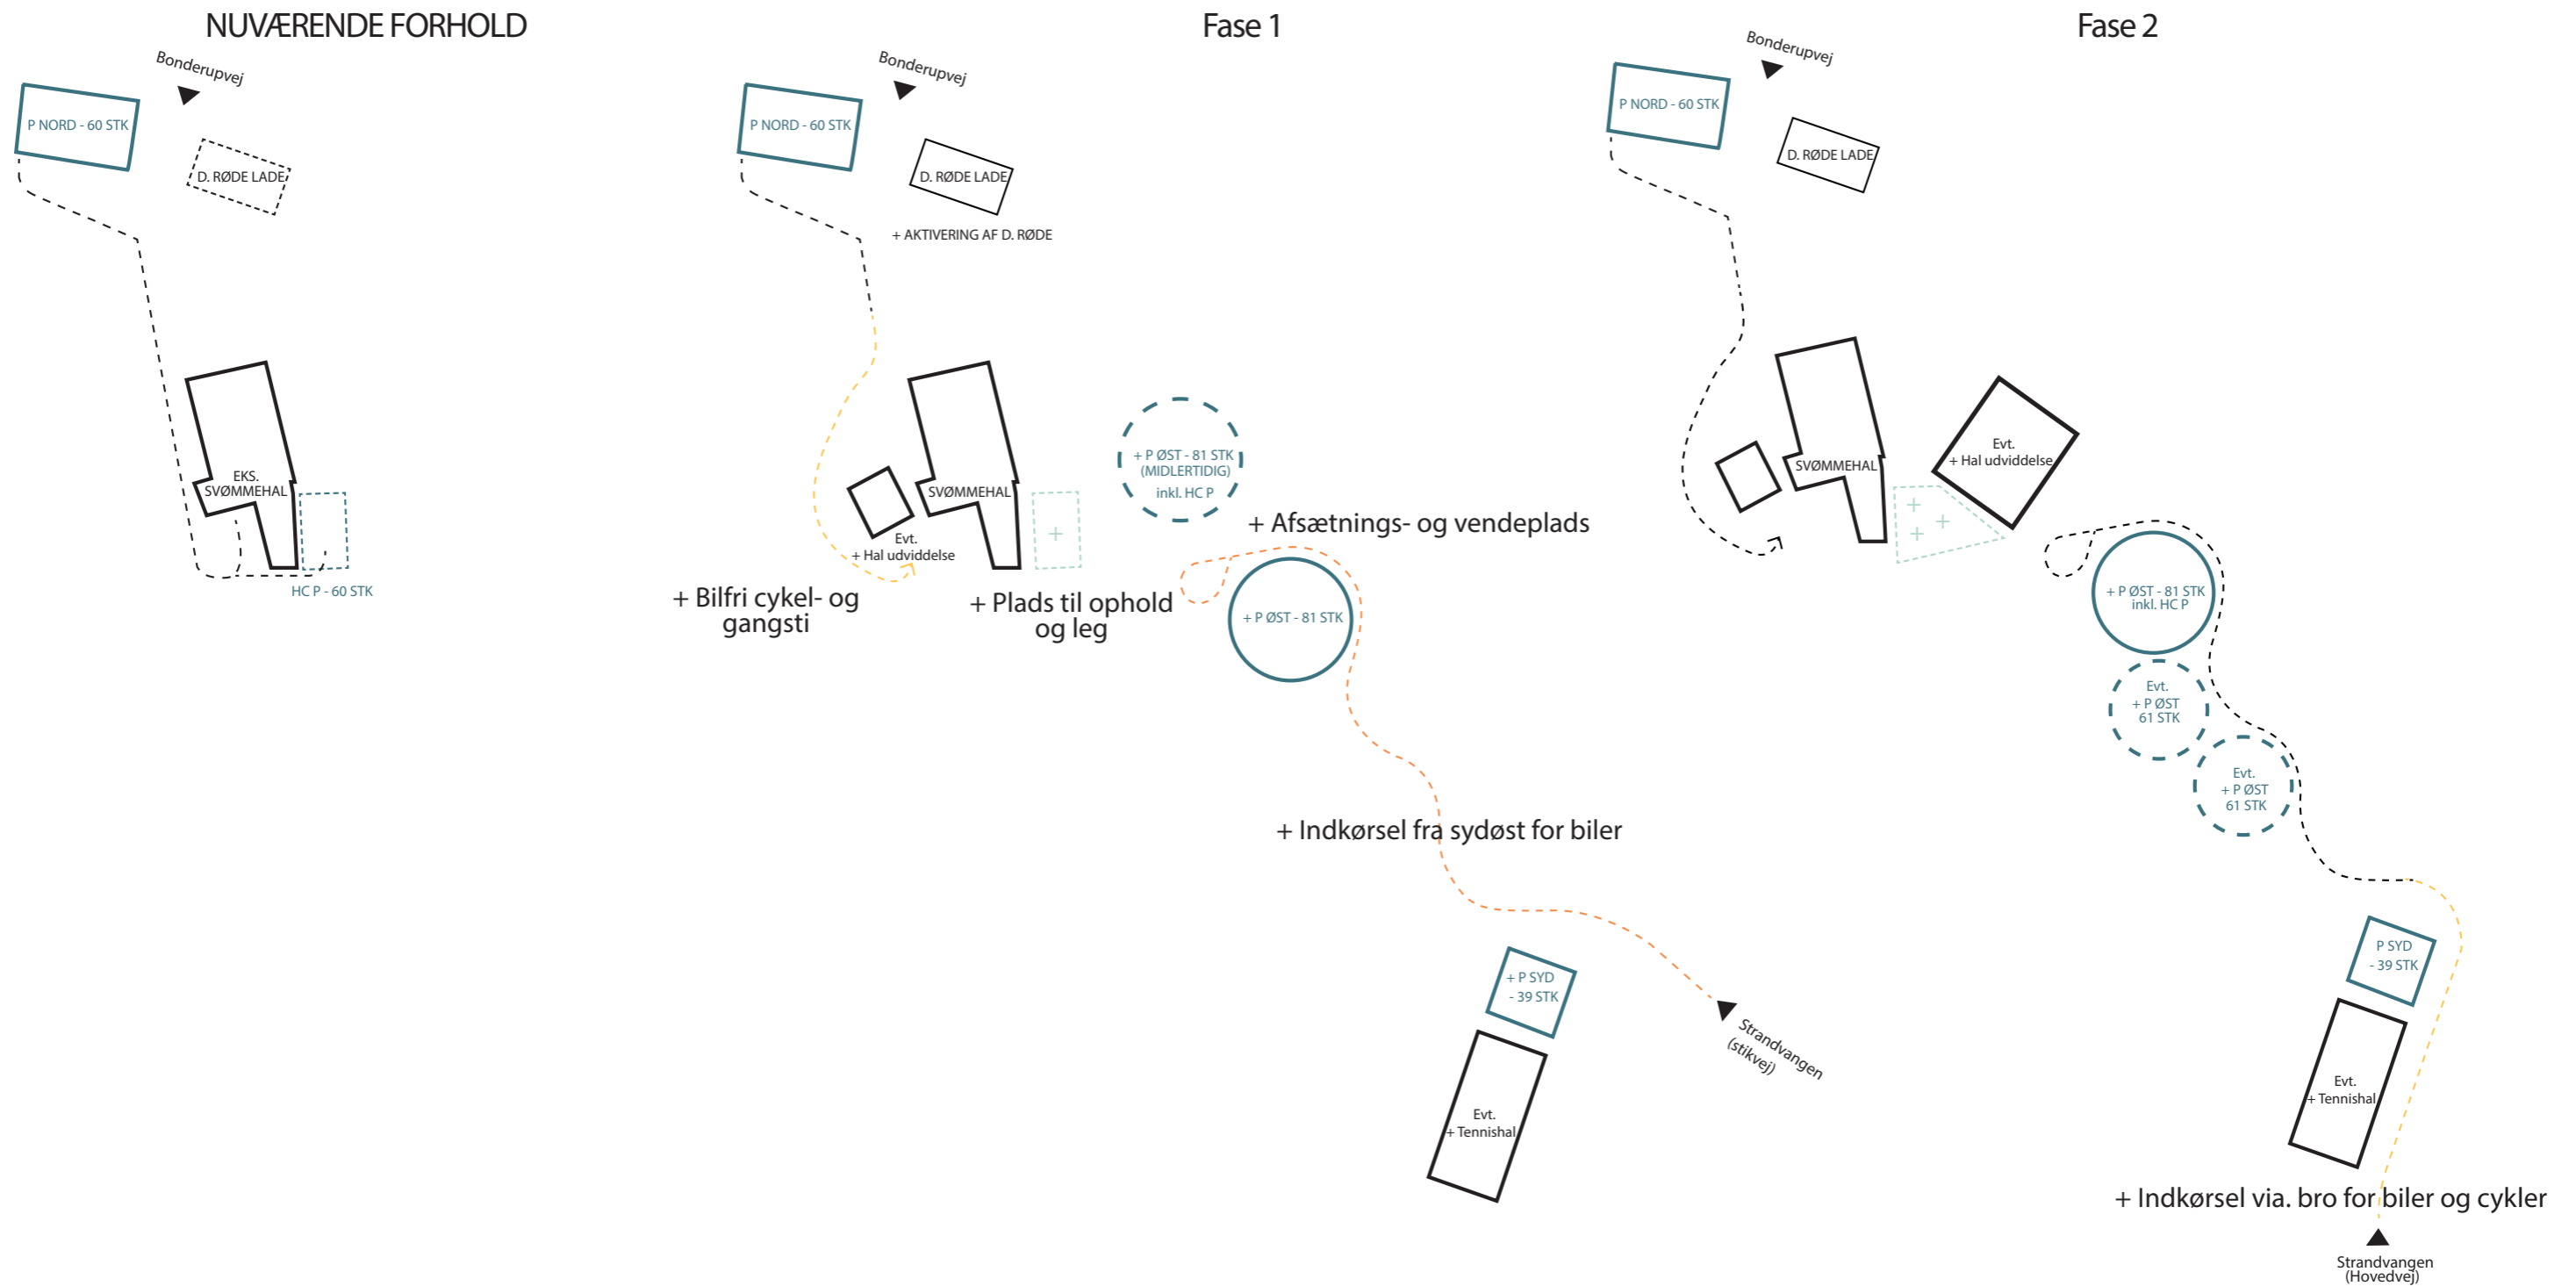 NUVÆRENDE FORHOLD
Bonderupvej
P NORD - 60 STK
D. RØDE LADE
EKS.
SVØMMEHAL
HC P - 60 STK
Fase 1
Bonderupvej
P NORD - 60 STK
D. RØDE LADE
+ AKTIVERING AF D. RØDE
+ P ØST - 81 STK
(MIDLERTIDIG)
inkl. HC P
SVØMMEHAL
+
Evt.
+ Hal udviddelse
+ Afsætnings- og vendeplads
+ Bilfri cykel- og
gangsti
+ Plads til ophold
og leg
+ P ØST - 81 STK
+ Indkørsel fra sydøst for biler
+ P SYD
- 39 STK
Strandvangen
(stikvej)
Evt.
+ Tennishal
Fase 2
Bonderupvej
P NORD - 60 STK
D. RØDE LADE
Evt.
+ Hal udviddelse
SVØMMEHAL
+
+
+
+ P ØST - 81 STK
inkl. HC P
Evt.
+ P ØST
61 STK
Evt.
+ P ØST
61 STK
P SYD
- 39 STK
Evt.
+ Tennishal
+ Indkørsel via. bro for biler og cykler
Strandvangen
(Hovedvej)